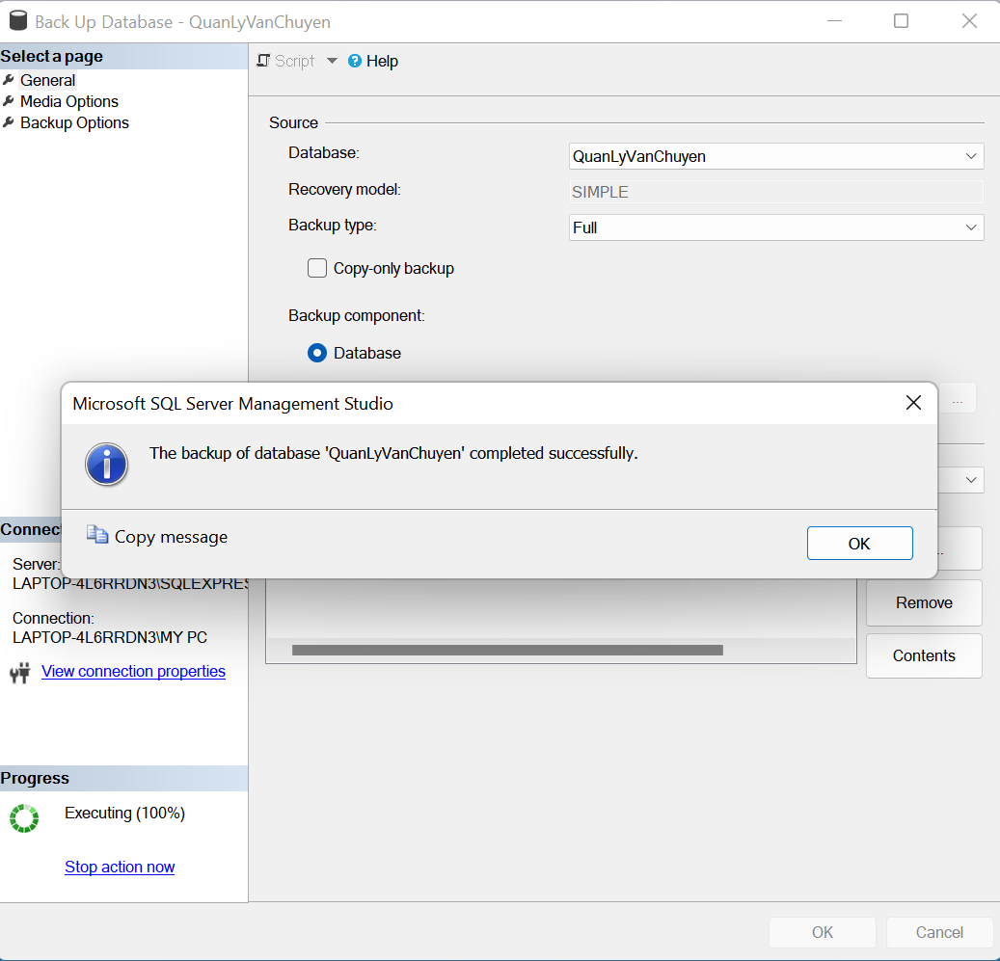 Back Up Database - QuanLyVanChuyen
Select a page
General
Media Options
Backup Options
Script
Help
Source
Database:
QuanLyVanChuyen
Recovery model:
SIMPLE
Backup type:
Full
Copy-only backup
Backup component:
Database
...
Microsoft SQL Server Management Studio
The backup of database 'QuanLyVanChuyen' completed successfully.
Copy message
OK
Server:
LAPTOP-4L6RRDN3\SQLEXPRES
Connection:
LAPTOP-4L6RRDN3\MY PC
View connection properties
Remove
Contents
Progress
Executing (100%)
Stop action now
OK
Cancel